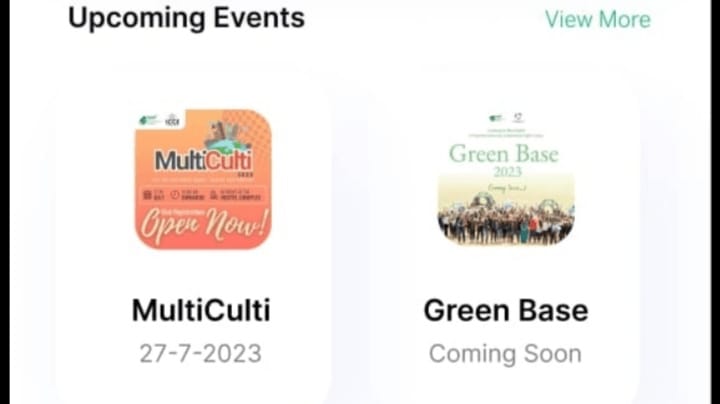 Upcoming Events
View More
MultiCulti
2023
Open Now!
Green Base
2023
Coming Soon...!
MultiCulti
27-7-2023
Green Base
Coming Soon